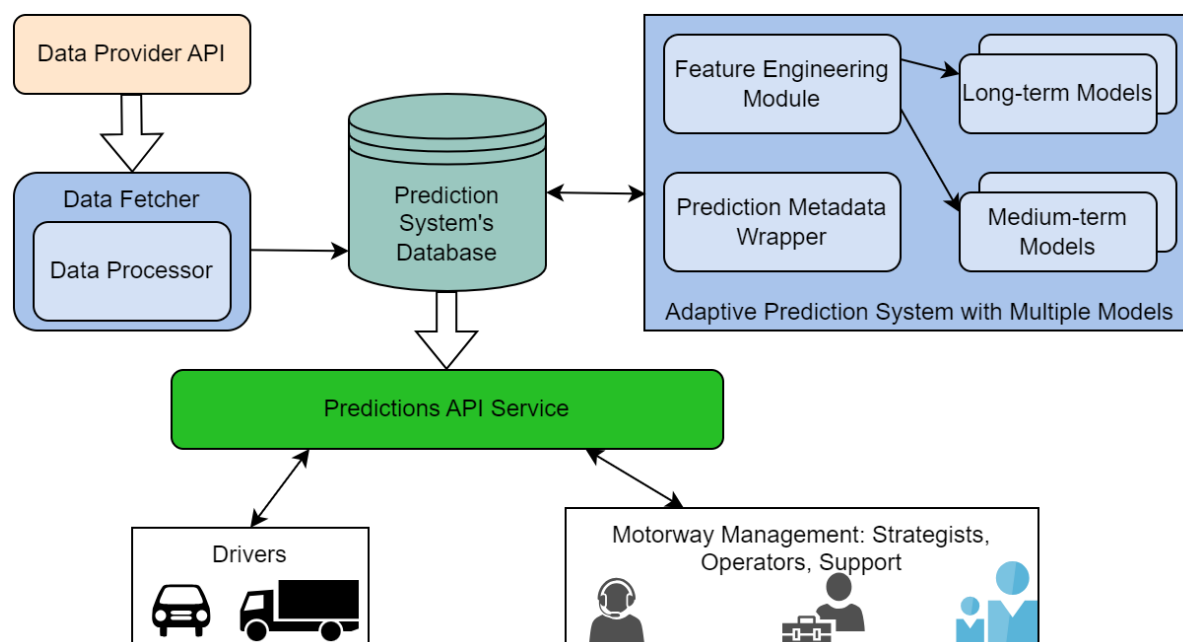 Data Provider API
Data Fetcher
Data Processor
Prediction
System's
Database
Feature Engineering
Module
Long-term Models
Prediction Metadata
Wrapper
Medium-term
Models
Adaptive Prediction System with Multiple Models
Predictions API Service
Drivers
Motorway Management: Strategists,
Operators, Support